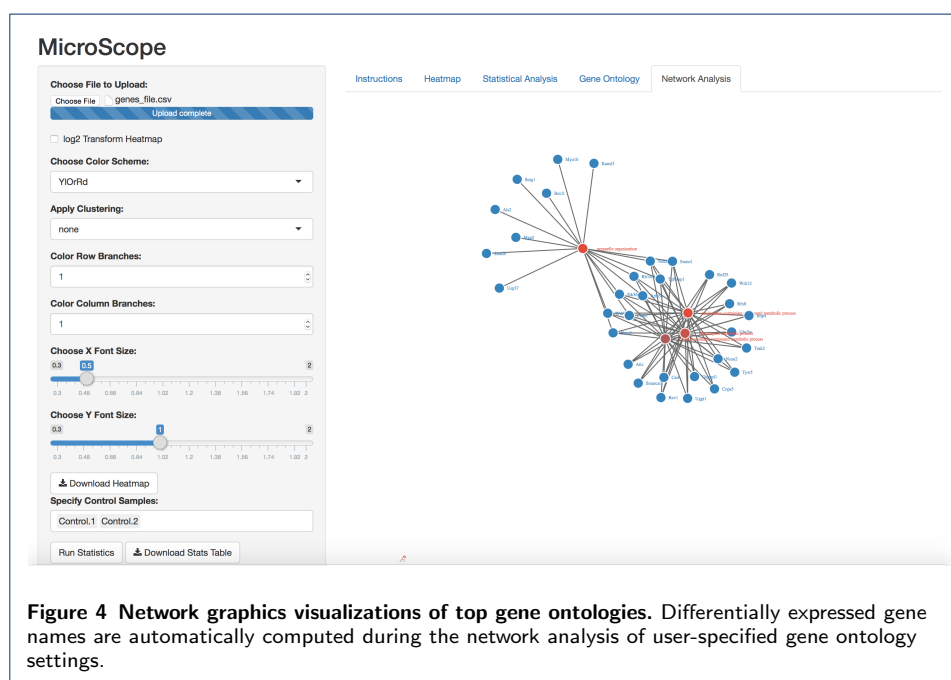 MicroScope
Choose File to Upload:
Choose File genes_file.csv
Upload complete
log2 Transform Heatmap
Choose Color Scheme:
YlOrRd
Apply Clustering:
none
Color Row Branches:
1
Color Column Branches:
1
Choose X Font Size:
0.3 0.5 2
0.3 0.48 0.66 0.84 1.02 1.2 1.38 1.56 1.74 1.92 2
Choose Y Font Size:
0.3 1 2
0.3 0.48 0.66 0.84 1.02 1.2 1.38 1.56 1.74 1.92 2
Download Heatmap
Specify Control Samples:
Control.1 Control.2
Run Statistics Download Stats Table
Instructions Heatmap Statistical Analysis Gene Ontology Network Analysis
organelle organization
metabolic process
Wdr12
Rev1
Uggt1
Figure 4 Network graphics visualizations of top gene ontologies. Differentially expressed gene
names are automatically computed during the network analysis of user-specified gene ontology
settings.